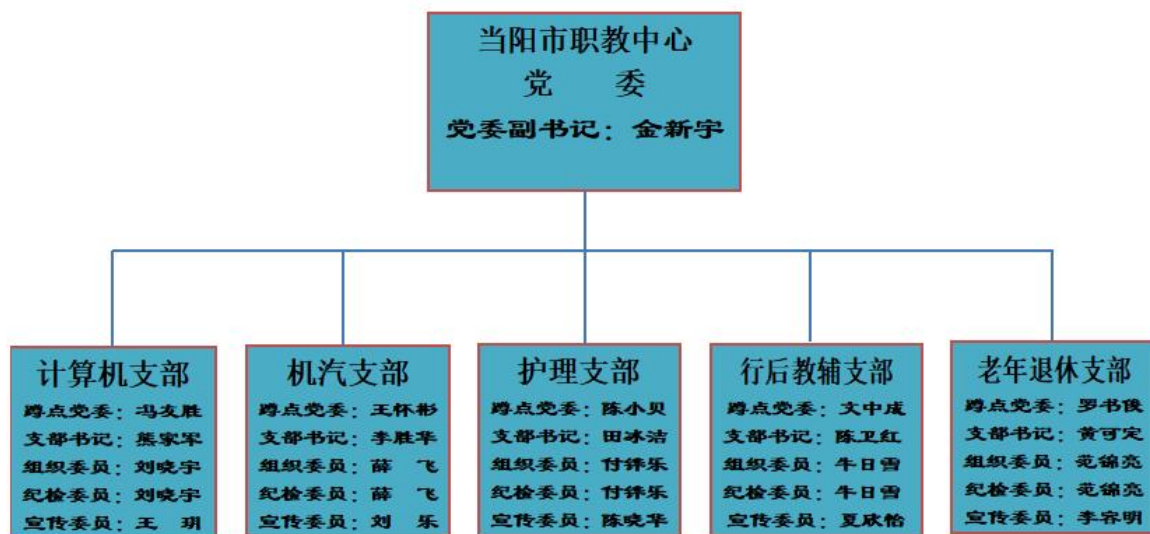 当阳市职教中心
党 委
党委副书记：金新宇
计算机支部
蹲点党委：冯友胜
支部书记：熊家军
组织委员：刘晓宇
纪检委员：刘晓宇
宣传委员：王 玥
机汽支部
蹲点党委：王怀彬
支部书记：李胜华
组织委员：薛 飞
纪检委员：薛 飞
宣传委员：刘 乐
护理支部
蹲点党委：陈小贝
支部书记：田冰洁
组织委员：付铧乐
纪检委员：付铧乐
宣传委员：陈晓华
行后教辅支部
蹲点党委：文中成
支部书记：陈卫红
组织委员：牛日雪
纪检委员：牛日雪
宣传委员：夏欣怡
老年退休支部
蹲点党委：罗书俊
支部书记：黄可定
组织委员：范锦亮
纪检委员：范锦亮
宣传委员：李容明